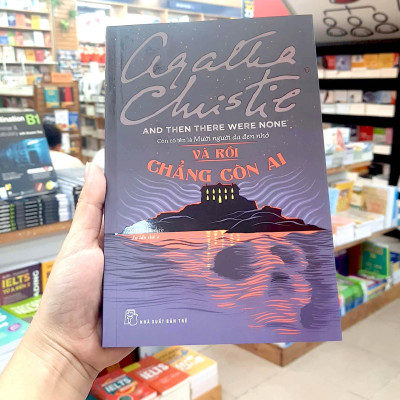 Agatha
Christie
AND THEN THERE WERE NONE
Còn có tên là Mười người da đen nhỏ
VÀ RỒI
CHẲNG CÒN AI
NHÀ XUẤT BẢN TRẺ
B1
IELTS
IELTS